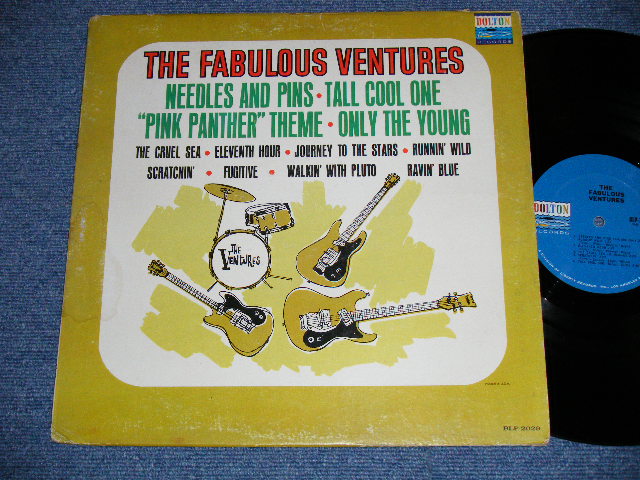 DOLTON
RECORDS
THE FABULOUS VENTURES
NEEDLES AND PINS • TALL COOL ONE
"PINK PANTHER" THEME • ONLY THE YOUNG
THE CRUEL SEA • ELEVENTH HOUR • JOURNEY TO THE STARS • RUNNIN' WILD
SCRATCHIN' • FUGITIVE • WALKIN' WITH PLUTO RAVIN' BLUE
THE
VENTURES
BLP 2029
THE
FABULOUS
VENTURES
DOLTON
RECORDS